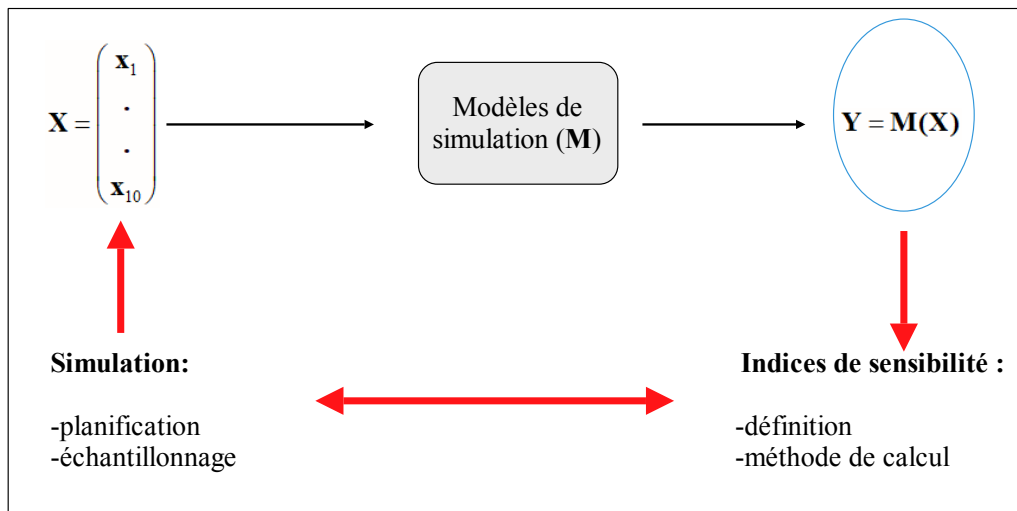 X = ( x1 . . x10 )
Modèles de
simulation (M)
Y = M(X)
Simulation:
-planification
-échantillonnage
Indices de sensibilité :
-définition
-méthode de calcul